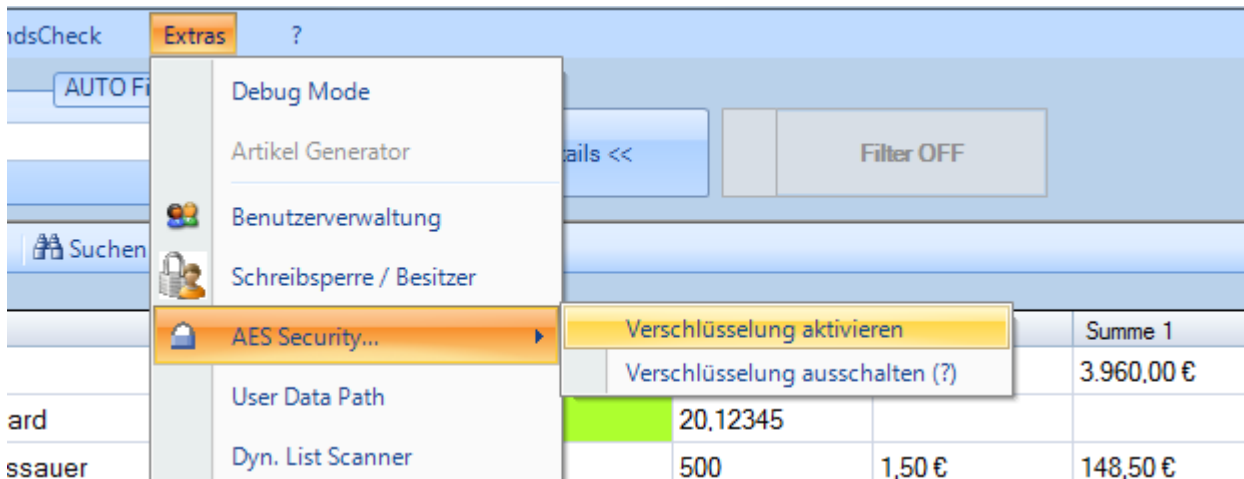 ndsCheck Extras ?
AUTO Fi
Debug Mode
Artikel Generator
ails <<
Filter OFF
Benutzerverwaltung
Suchen
Schreibsperre / Besitzer
AES Security...
Verschlüsselung aktivieren
Summe 1
Verschlüsselung ausschalten (?)
3.960,00 €
User Data Path
ard 20,12345
Dyn. List Scanner
ssauer 500 1,50 € 148,50 €